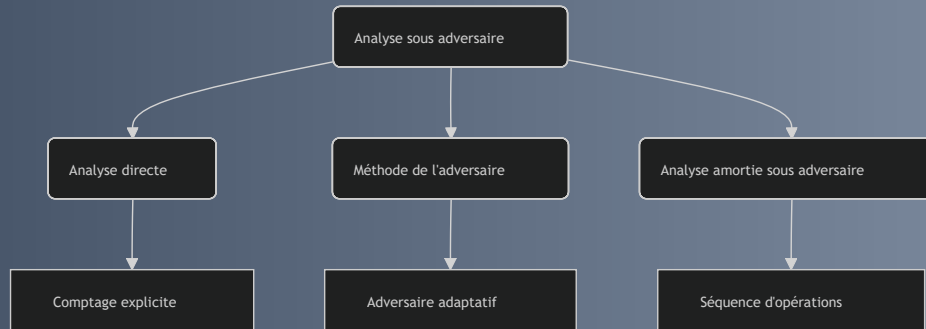 Analyse sous adversaire
Analyse directe
Méthode de l'adversaire
Analyse amortie sous adversaire
Comptage explicite
Adversaire adaptatif
Séquence d'opérations